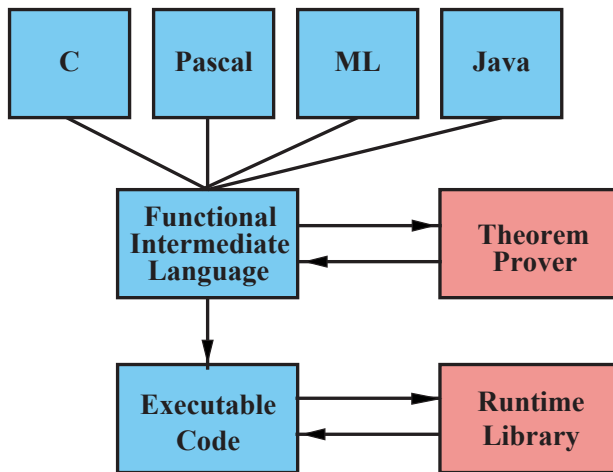 C
Pascal
ML
Java
Functional
Intermediate
Language
Theorem
Prover
Executable
Code
Runtime
Library